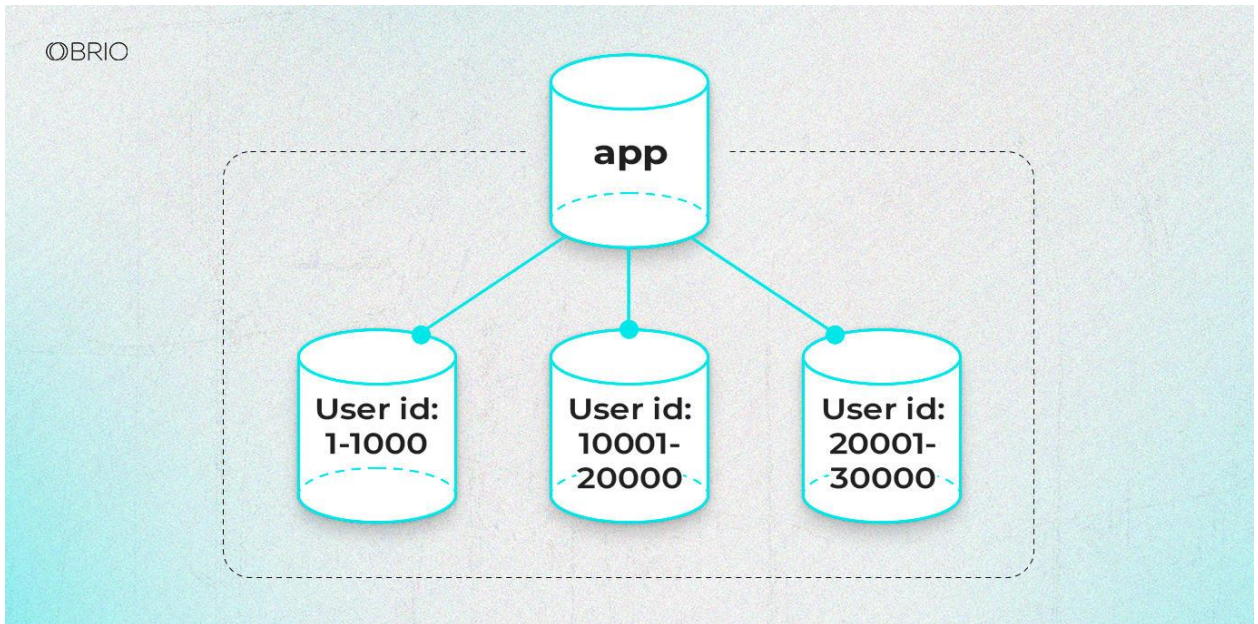 OBRIO
app
User id:
1-1000
User id:
10001-
20000
User id:
20001-
30000